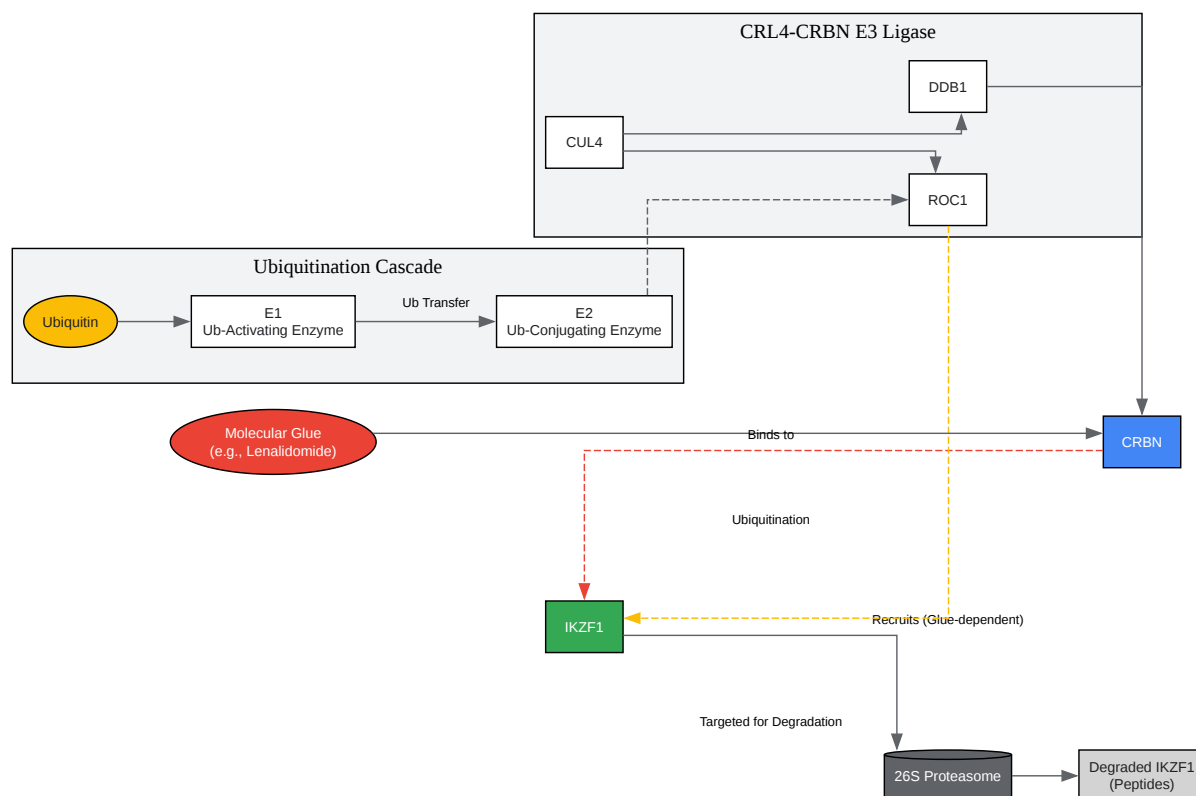 CRL4-CRBN E3 Ligase
DDB1
CUL4
ROC1
Ubiquitination Cascade
Ubiquitin
E1
Ub-Activating Enzyme
Ub Transfer
E2
Ub-Conjugating Enzyme
Molecular Glue
(e.g., Lenalidomide)
Binds to
CRBN
Ubiquitination
IKZF1
Recruits (Glue-dependent)
Targeted for Degradation
26S Proteasome
Degraded IKZF1
(Peptides)